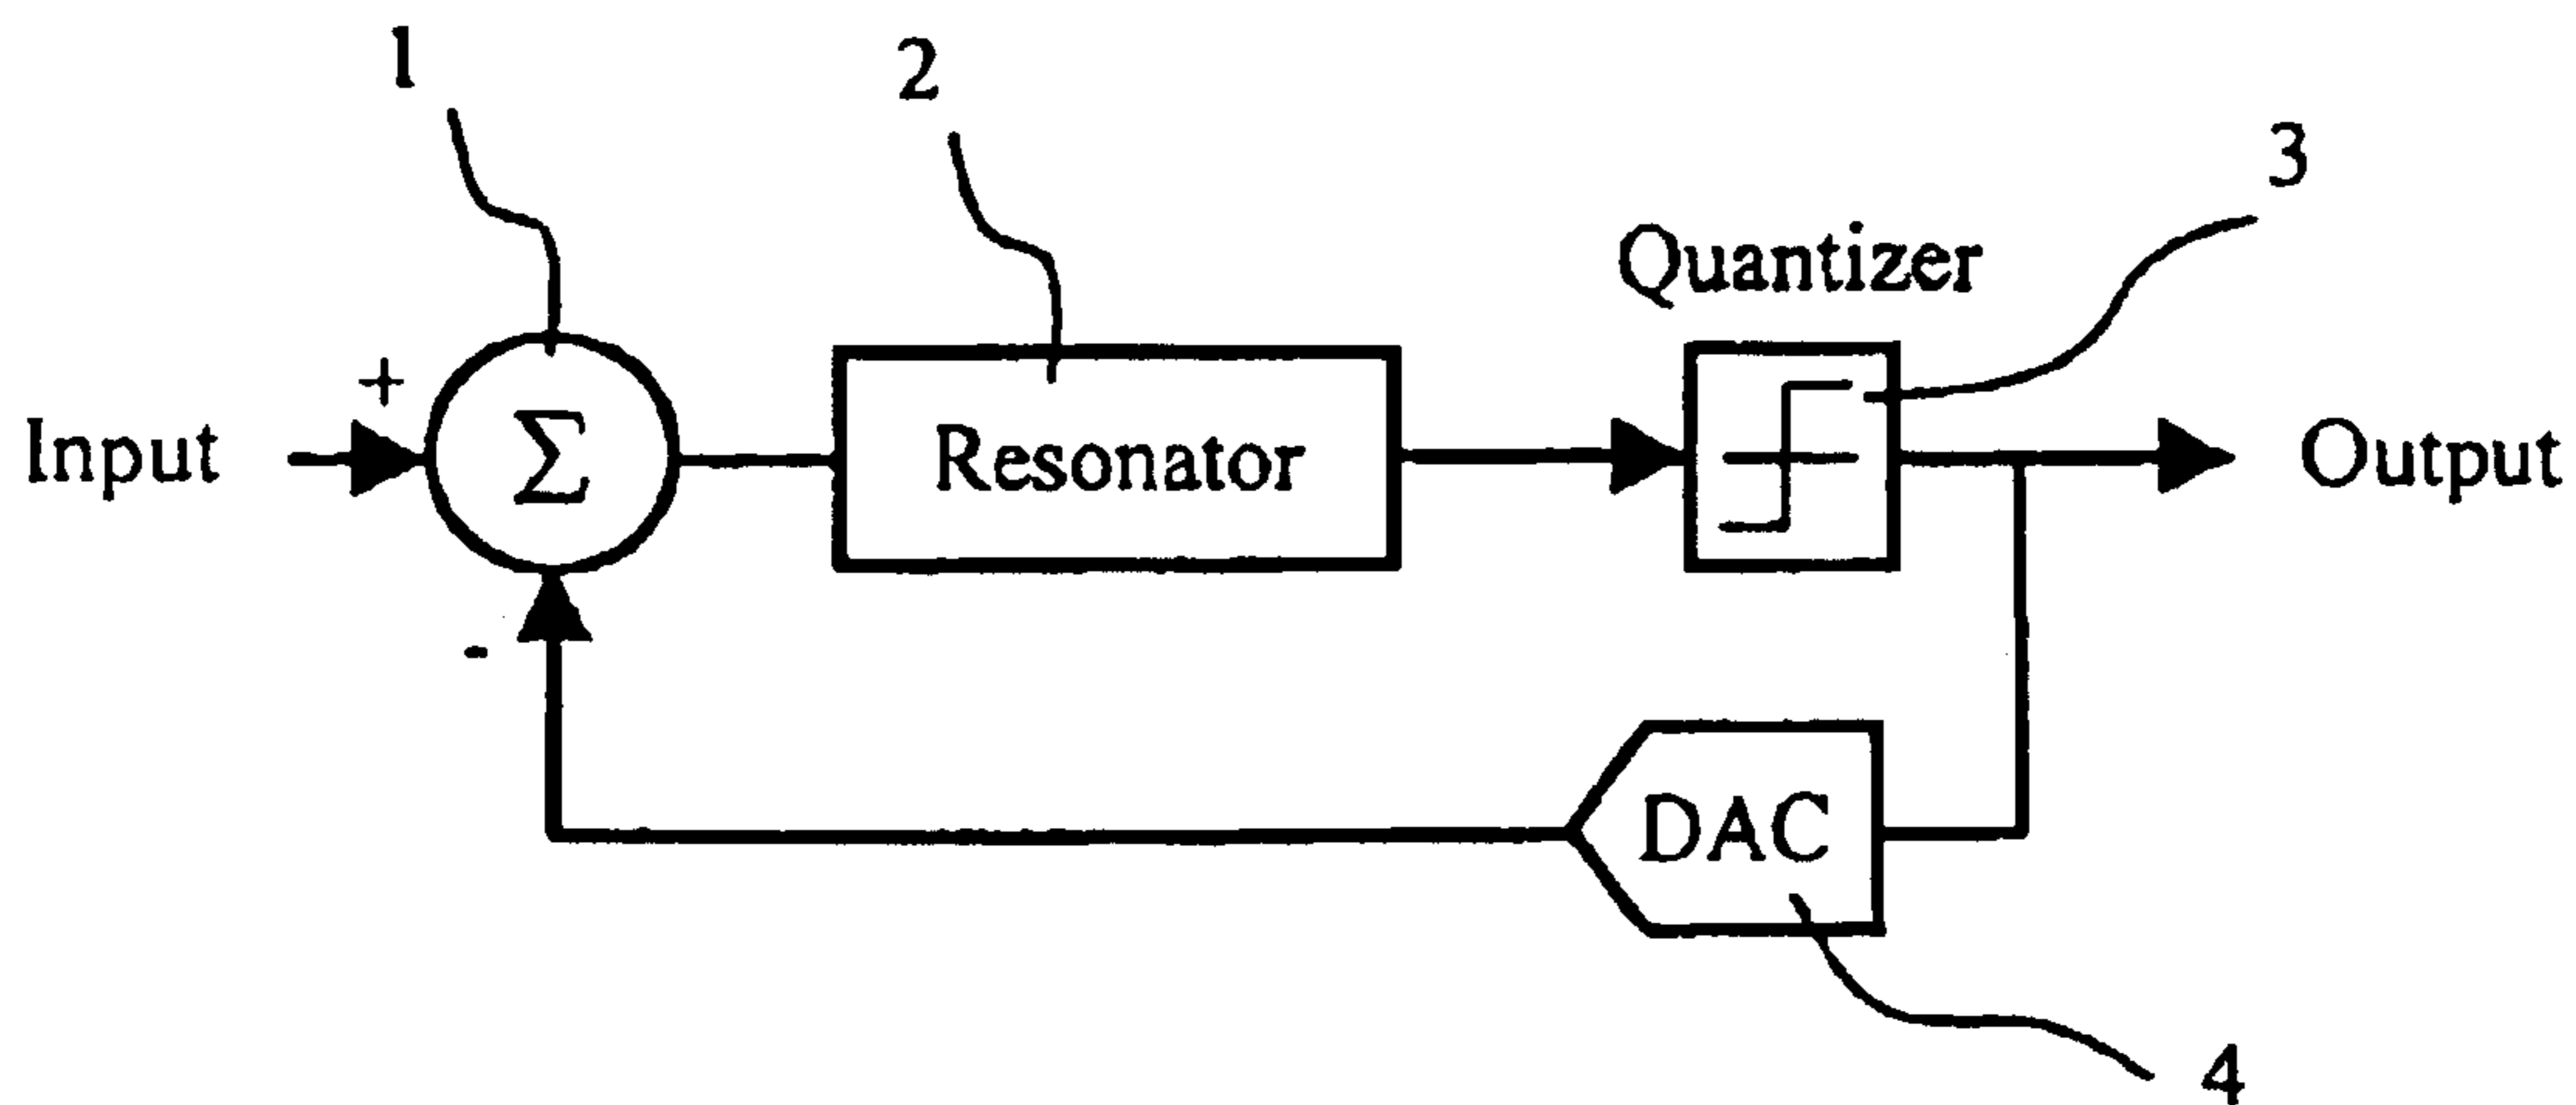 1
2
3
Quantizer
+
Input
Σ
Resonator
Output
-
DAC
4